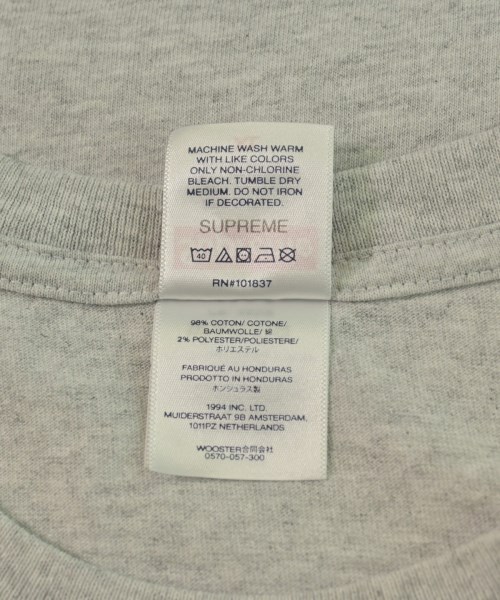 MACHINE WASH WARM
WITH LIKE COLORS
ONLY NON-CHLORINE
BLEACH. TUMBLE DRY
MEDIUM. DO NOT IRON
IF DECORATED.
SUPREME
40
RN#101837
98% COTON/ COTONE/
BAUMWOLLE/ 綿
2% POLYESTER/POLIESTERE/
ポリエステル
FABRIQUÉ AU HONDURAS
PRODOTTO IN HONDURAS
ホンジュラス製
1994 INC. LTD.
MUIDERSTRAAT 9B AMSTERDAM,
1011PZ NETHERLANDS
WOOSTER合同会社
0570-057-300